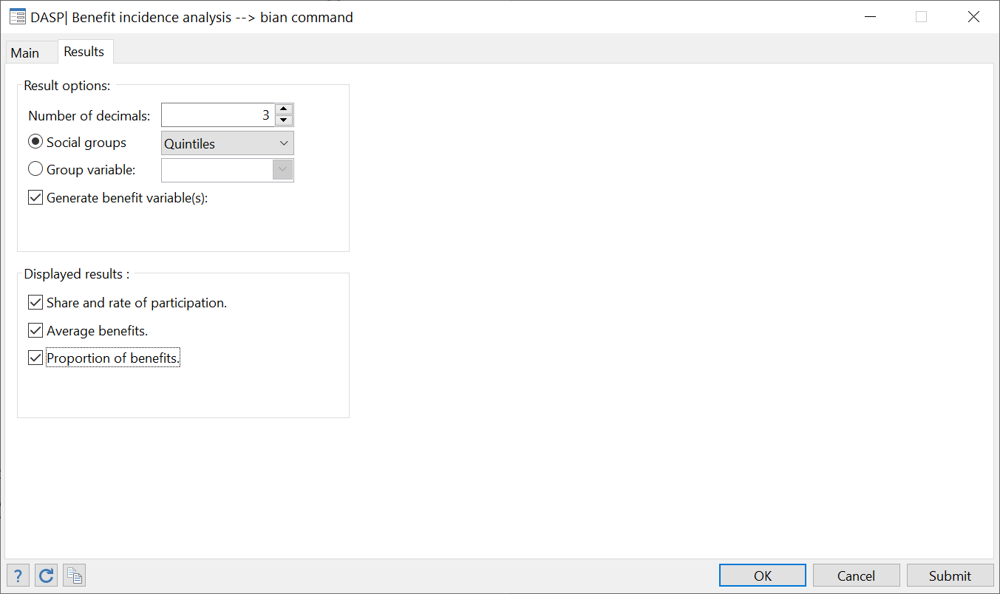 DASP| Benefit incidence analysis --> bian command
Main
Results
Result options:
Number of decimals: 3
Social groups Quintiles
Group variable:
Generate benefit variable(s):
Displayed results :
Share and rate of participation.
Average benefits.
Proportion of benefits.
? OK Cancel Submit